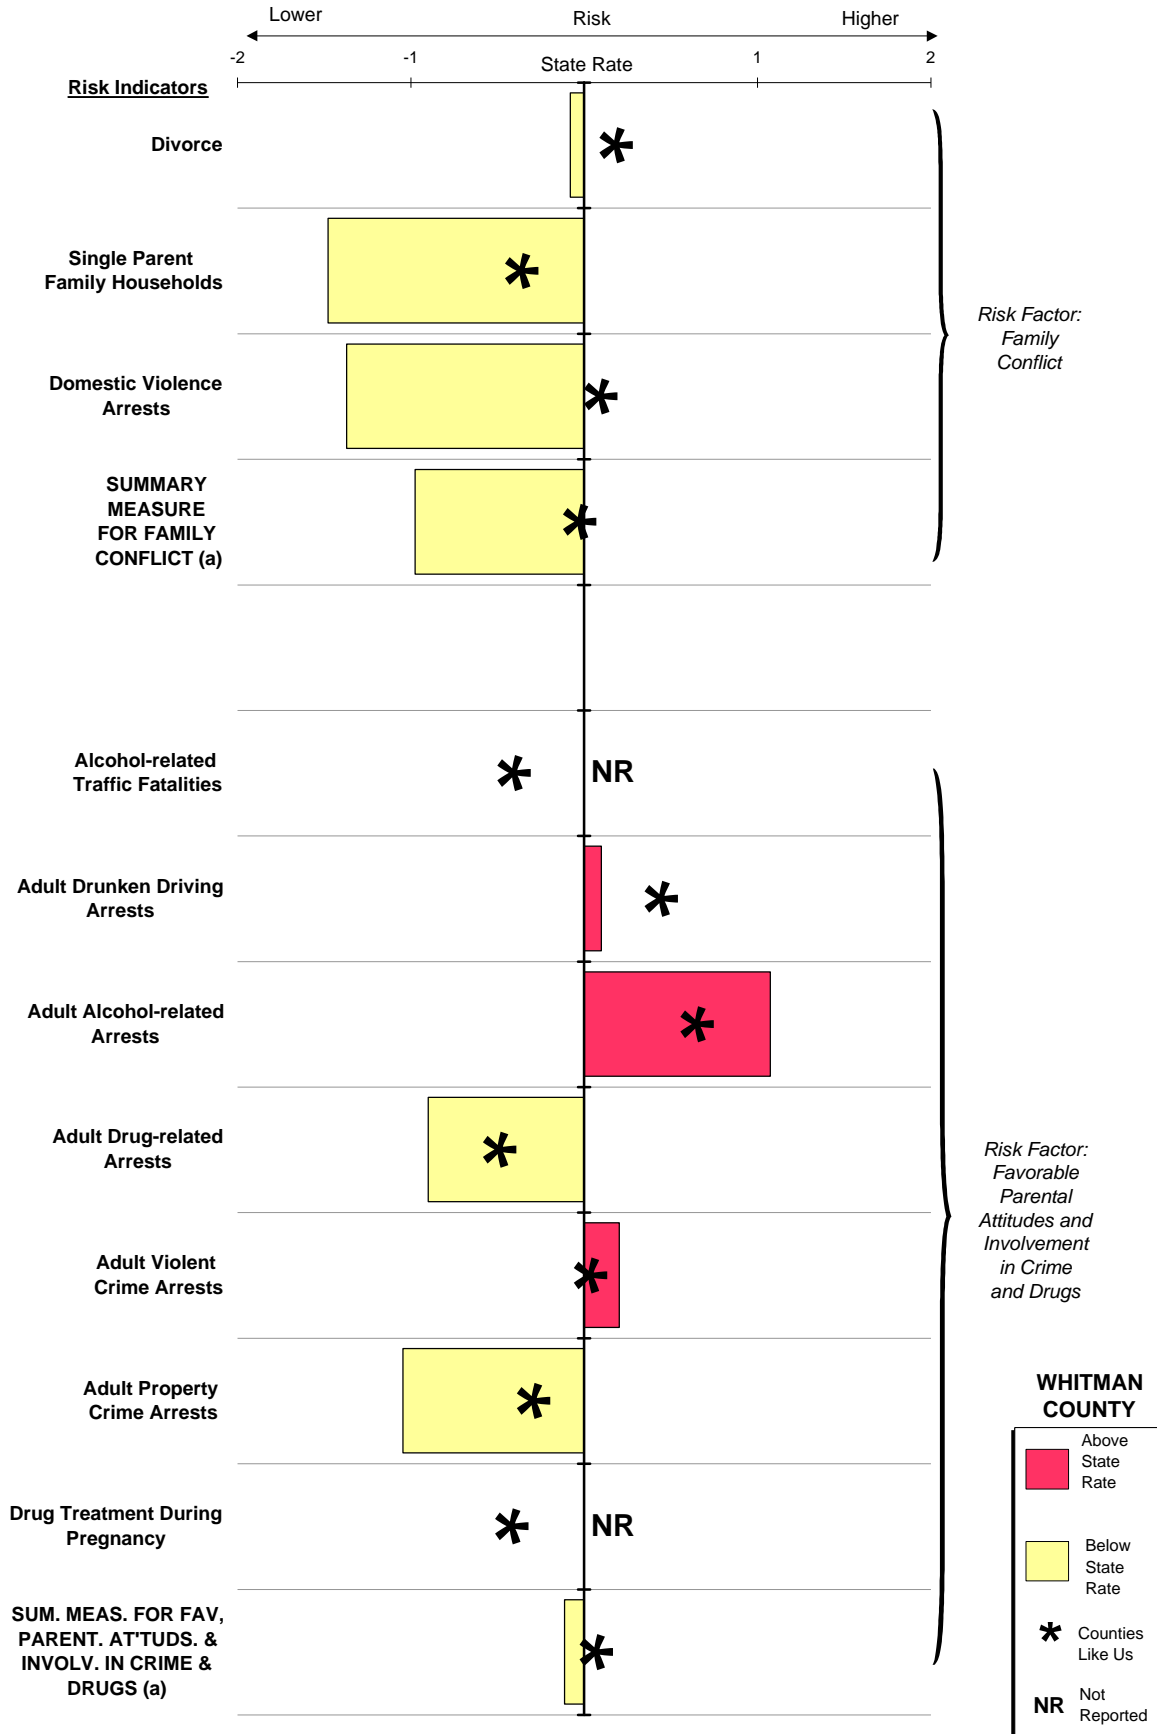 Lower Risk Higher
-2 -1 State Rate 1 2
Risk Indicators
Divorce
*
Single Parent
Family Households
*
Domestic Violence
Arrests
*
SUMMARY
MEASURE
FOR FAMILY
CONFLICT (a)
*
Risk Factor:
Family
Conflict
Alcohol-related
Traffic Fatalities
* NR
Adult Drunken Driving
Arrests
*
Adult Alcohol-related
Arrests
*
Adult Drug-related
Arrests
*
Adult Violent
Crime Arrests
*
Adult Property
Crime Arrests
*
Drug Treatment During
Pregnancy
* NR
SUM. MEAS. FOR FAV,
PARENT. AT'TUDS. &
INVOLV. IN CRIME &
DRUGS (a)
*
Risk Factor:
Favorable
Parental
Attitudes and
Involvement
in Crime
and Drugs
WHITMAN
COUNTY
Above
State
Rate
Below
State
Rate
* Counties
Like Us
NR Not
Reported